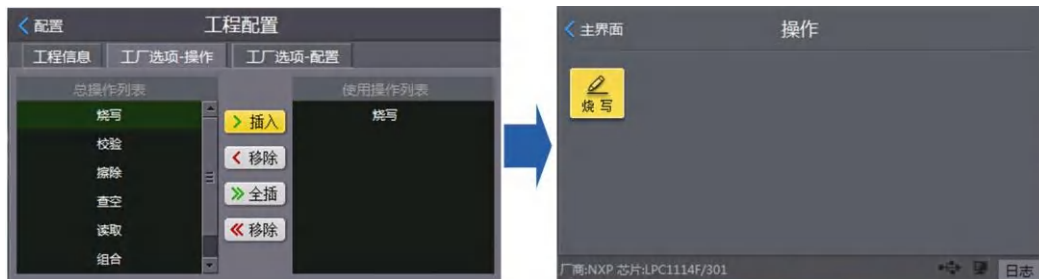 配置
工程配置
工程信息
工厂选项-操作
工厂选项-配置
总操作列表
使用操作列表
烧写
校验
擦除
查空
读取
组合
插入
移除
全插
移除
烧写
主界面
操作
烧 写
厂商:NXP 芯片:LPC1114F/301
日志